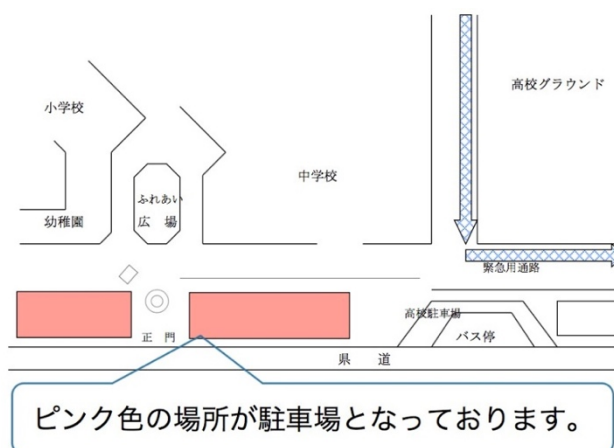 高校グラウンド
小学校
中学校
ふれあい
広 場
幼稚園
緊急用通路
高校駐車場
バス停
正 門
県 道
ピンク色の場所が駐車場となっております。